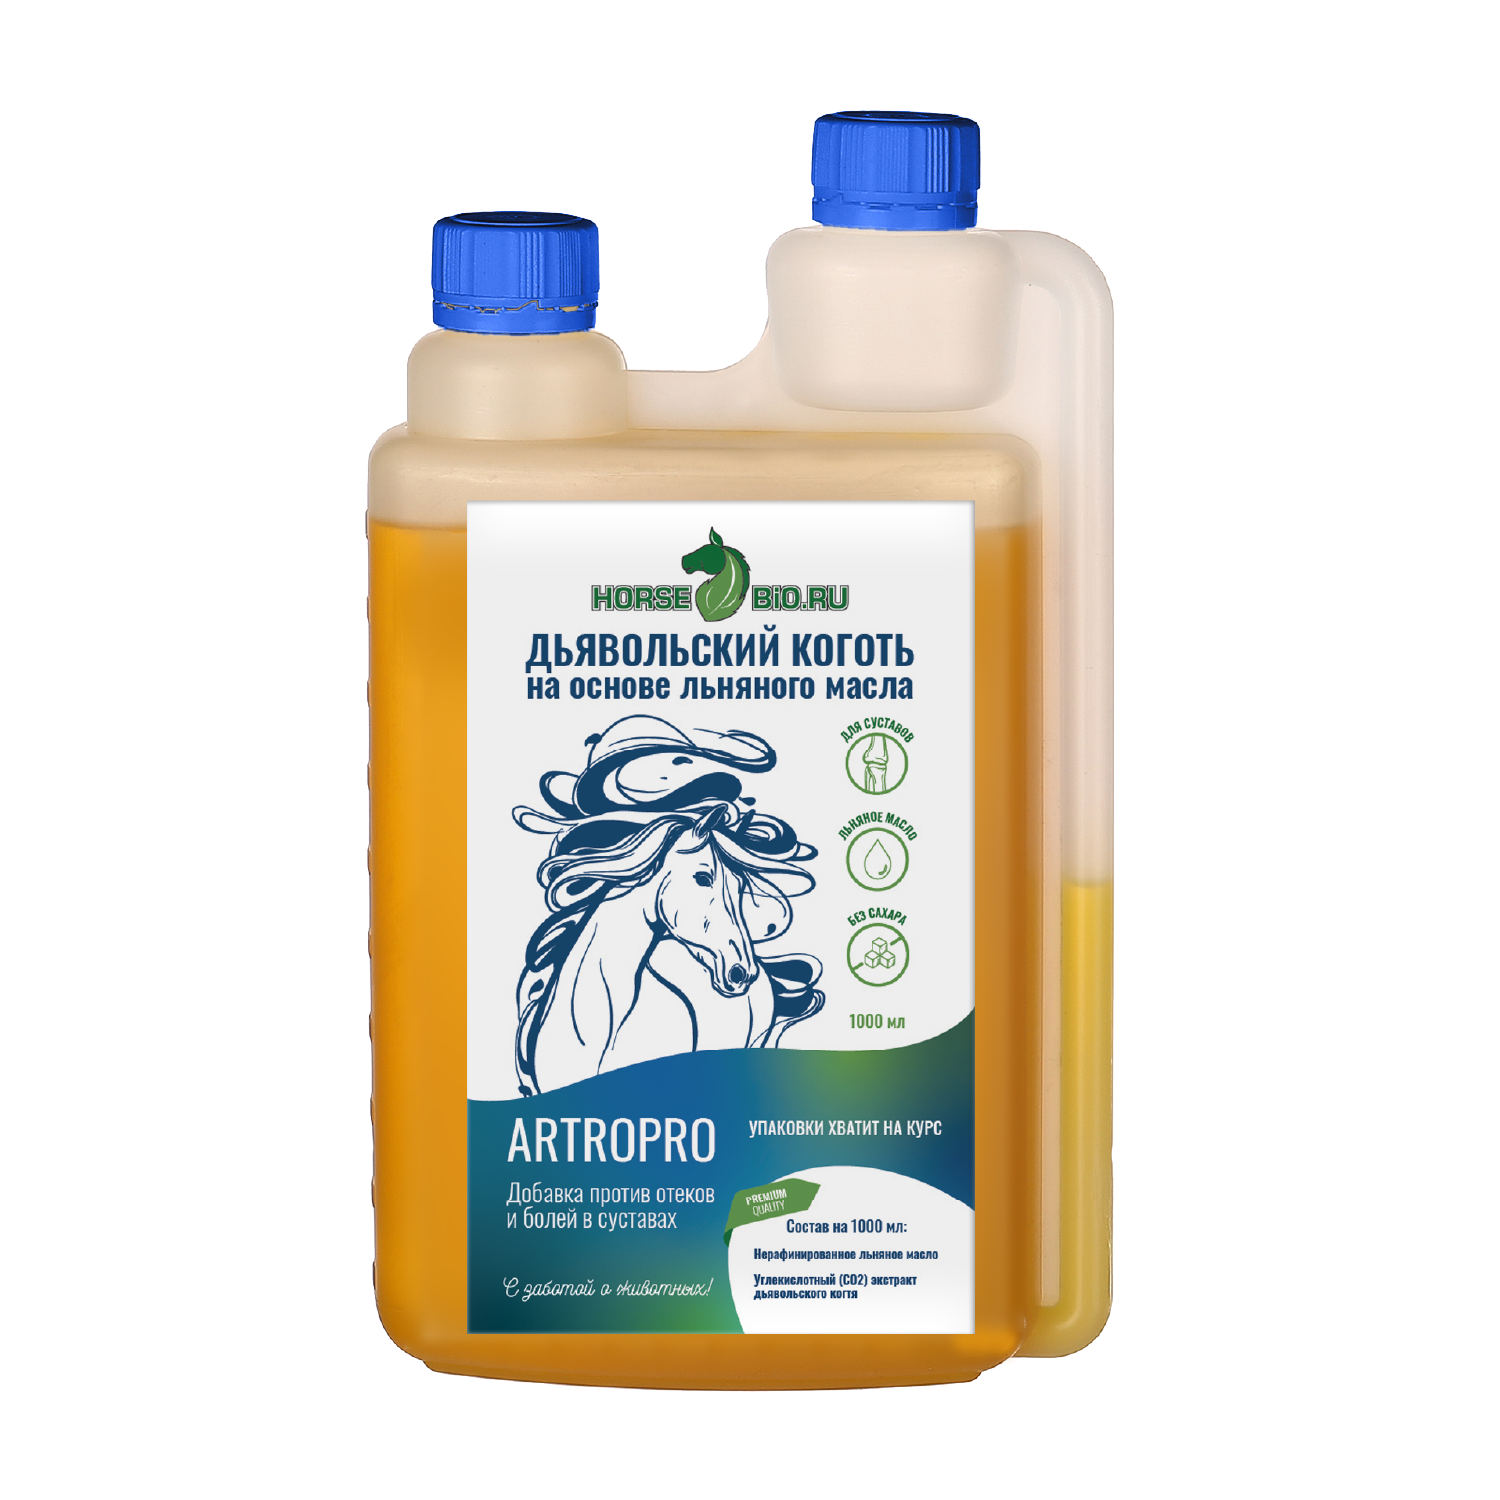 HORSE BiO.RU
ДЬЯВОЛЬСКИЙ КОГОТЬ
на основе льняного масла
ДЛЯ СУСТАВОВ
ЛЬНЯНОЕ МАСЛО
БЕЗ САХАРА
1000 мл
ARTROPRO
УПАКОВКИ ХВАТИТ НА КУРС
Добавка против отеков
и болей в суставах
PREMIUM
QUALITY
Состав на 1000 мл:
Нерафинированное льняное масло
Углекислотный (СО2) экстракт
дьявольского когтя
С заботой о животных!